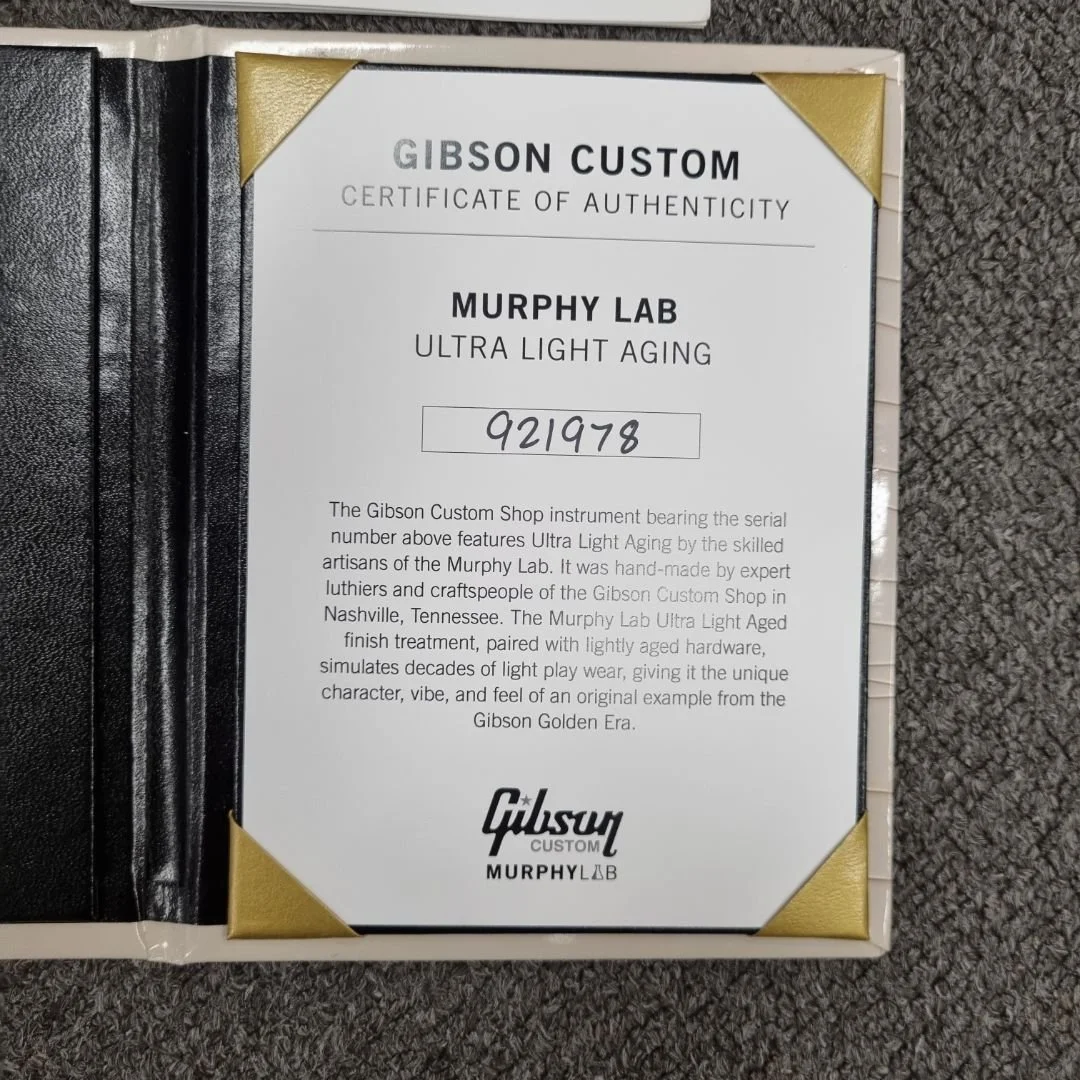 GIBSON CUSTOM
CERTIFICATE OF AUTHENTICITY
MURPHY LAB
ULTRA LIGHT AGING
921978
The Gibson Custom Shop instrument bearing the serial
number above features Ultra Light Aging by the skilled
artisans of the Murphy Lab. It was hand-made by expert
luthiers and craftspeople of the Gibson Custom Shop in
Nashville, Tennessee. The Murphy Lab Ultra Light Aged
finish treatment, paired with lightly aged hardware,
simulates decades of light play wear, giving it the unique
character, vibe, and feel of an original example from the
Gibson Golden Era.
Gibson
CUSTOM
MURPHYLAB